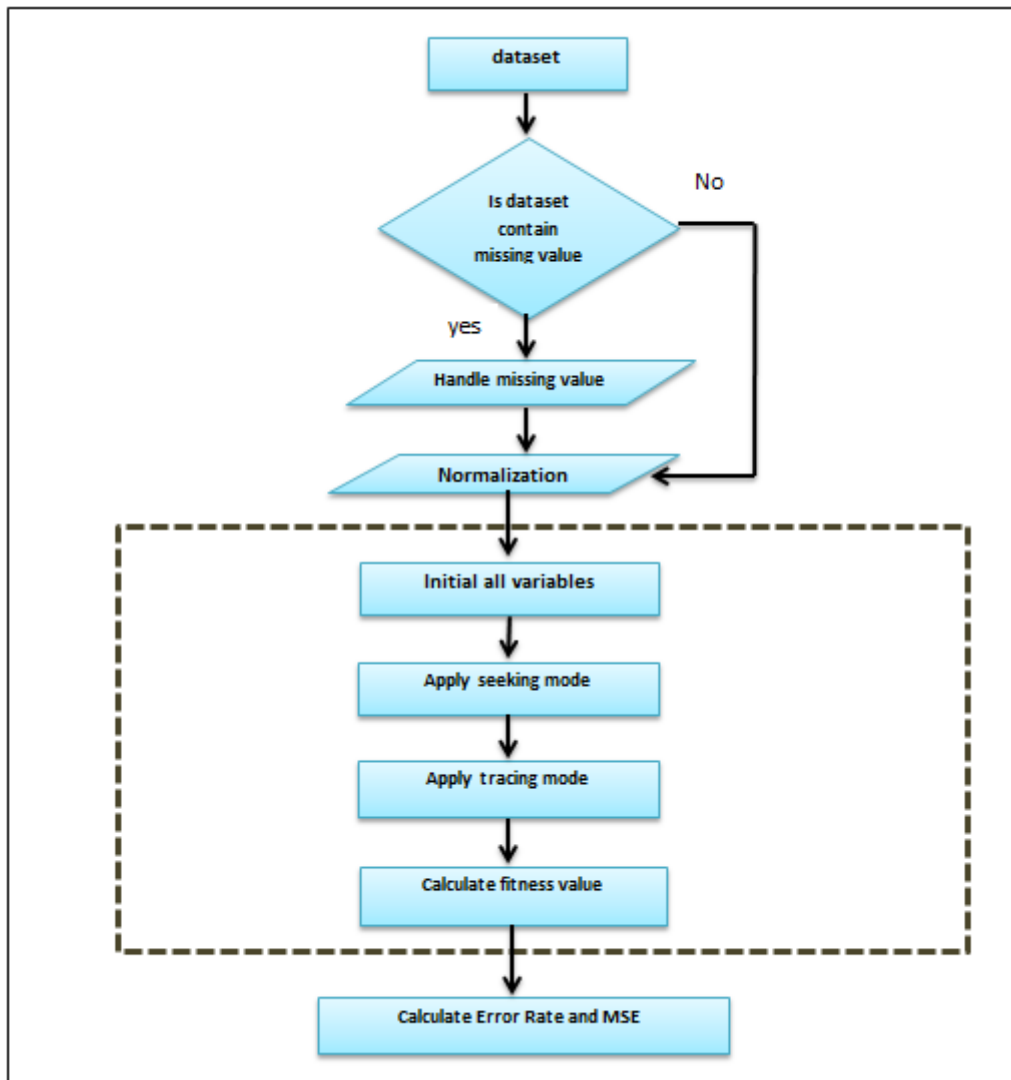 dataset
Is dataset
contain
missing value
No
yes
Handle missing value
Normalization
Initial all variables
Apply seeking mode
Apply tracing mode
Calculate fitness value
Calculate Error Rate and MSE